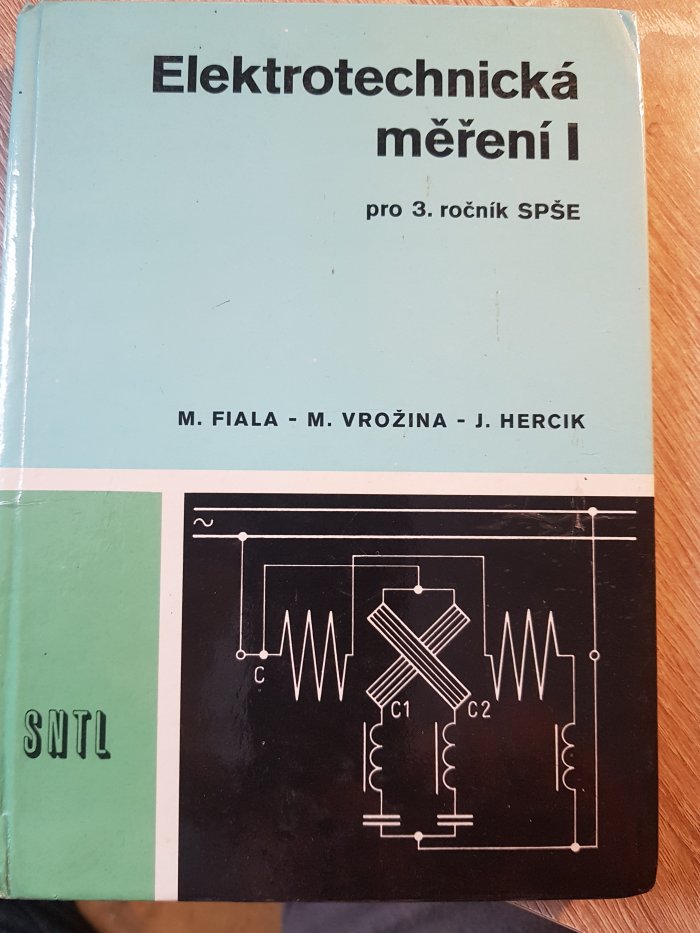 Elektrotechnická
měření I
pro 3. ročník SPŠE
M. FIALA - M. VROŽINA - J. HERCIK
~
C
C1 C2
SNTL